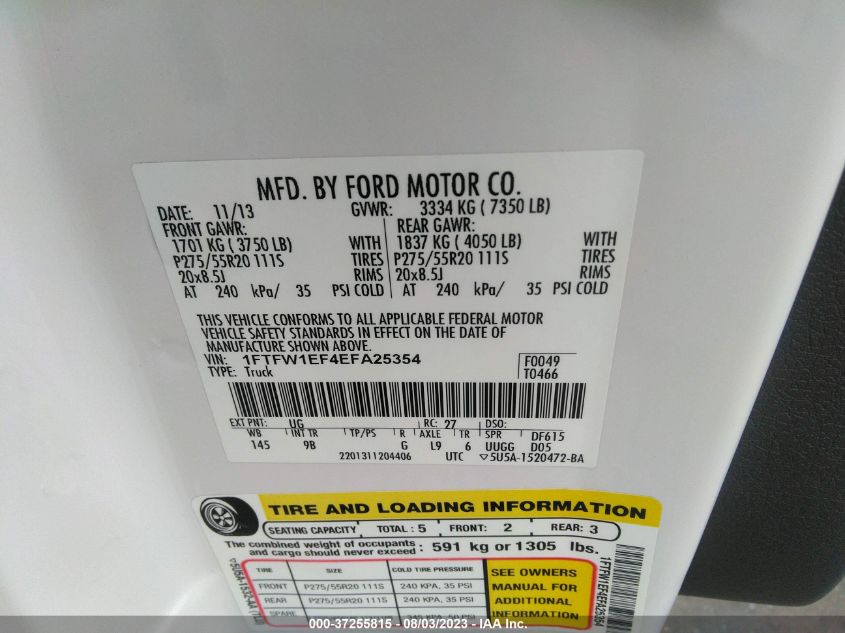 MFD. BY FORD MOTOR CO.
DATE: 11/13 GVWR: 3334 KG ( 7350 LB)
FRONT GAWR: REAR GAWR:
1701 KG ( 3750 LB) WITH 1837 KG ( 4050 LB) WITH
P275/55R20 111S TIRES P275/55R20 111S TIRES
20x8.5J RIMS 20x8.5J RIMS
AT 240 kPa/ 35 PSI COLD AT 240 kPa/ 35 PSI COLD
THIS VEHICLE CONFORMS TO ALL APPLICABLE FEDERAL MOTOR
VEHICLE SAFETY STANDARDS IN EFFECT ON THE DATE OF
MANUFACTURE SHOWN ABOVE.
VIN: 1FTFW1EF4EFA25354 F0049
TYPE: Truck T0466
EXT PNT: UG RC: 27 DSO:
WB INT TR TP/PS R AXLE TR SPR DF615
145 9B G L9 6 UUGG D05
2201311204406 UTC ▽5U5A-1520472-BA
TIRE AND LOADING INFORMATION
SEATING CAPACITY TOTAL : 5 FRONT: 2 REAR: 3
The combined weight of occupants and cargo should never exceed : 591 kg or 1305 lbs.
TIRE SIZE COLD TIRE PRESSURE
FRONT P275/55R20 111S 240 KPA, 35 PSI
REAR P275/55R20 111S 240 KPA, 35 PSI
SPARE
SEE OWNERS
MANUAL FOR
ADDITIONAL
INFORMATION
000-37255815 - 08/03/2023 - IAA Inc.